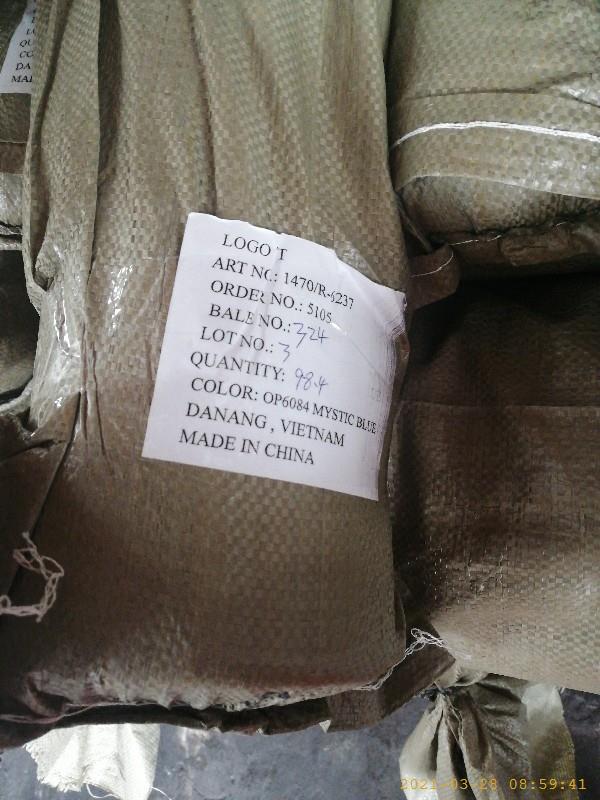 LOGO T
ART NO: 1470/R-6237
ORDER NO.: 5105
BALE NO.: 324
LOT NO.: 3
QUANTITY: 98.4
COLOR: OP6084 MYSTIC BLUE
DANANG , VIETNAM
MADE IN CHINA
2021-03-28 08:59:41